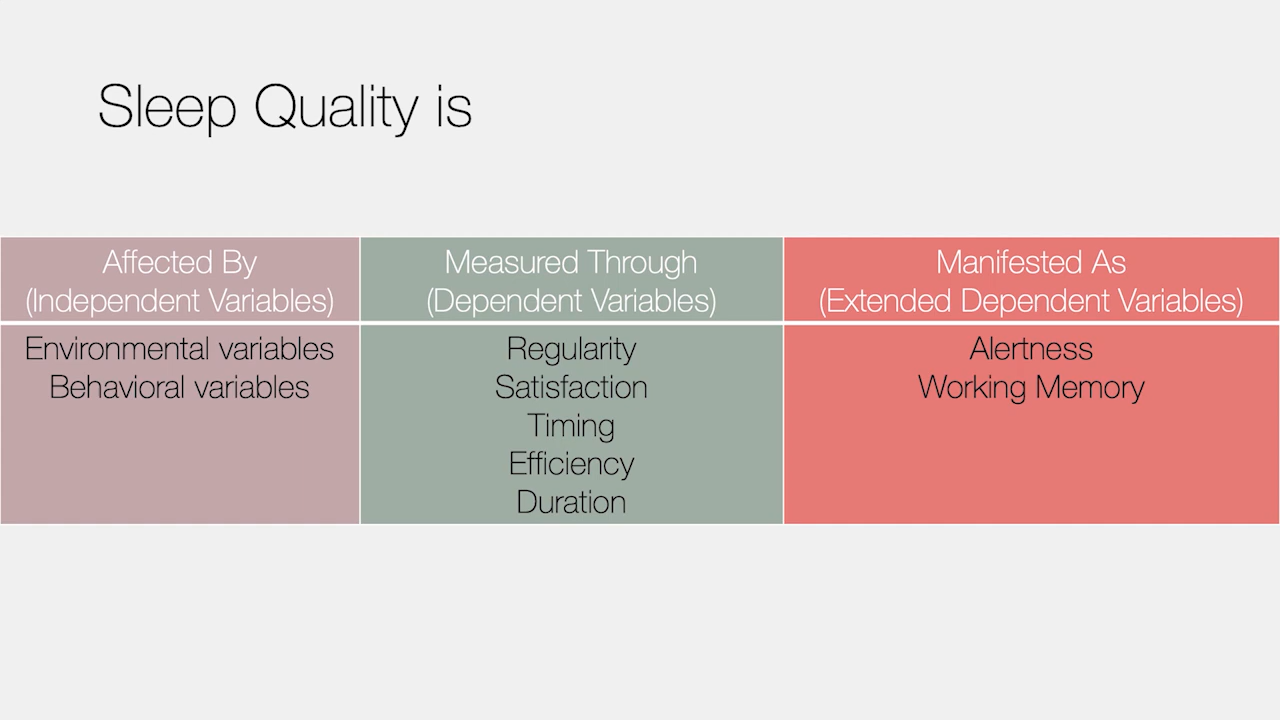 Sleep Quality is
Affected By
(Independent Variables)
Measured Through
(Dependent Variables)
Manifested As
(Extended Dependent Variables)
Environmental variables
Behavioral variables
Regularity
Satisfaction
Timing
Efficiency
Duration
Alertness
Working Memory